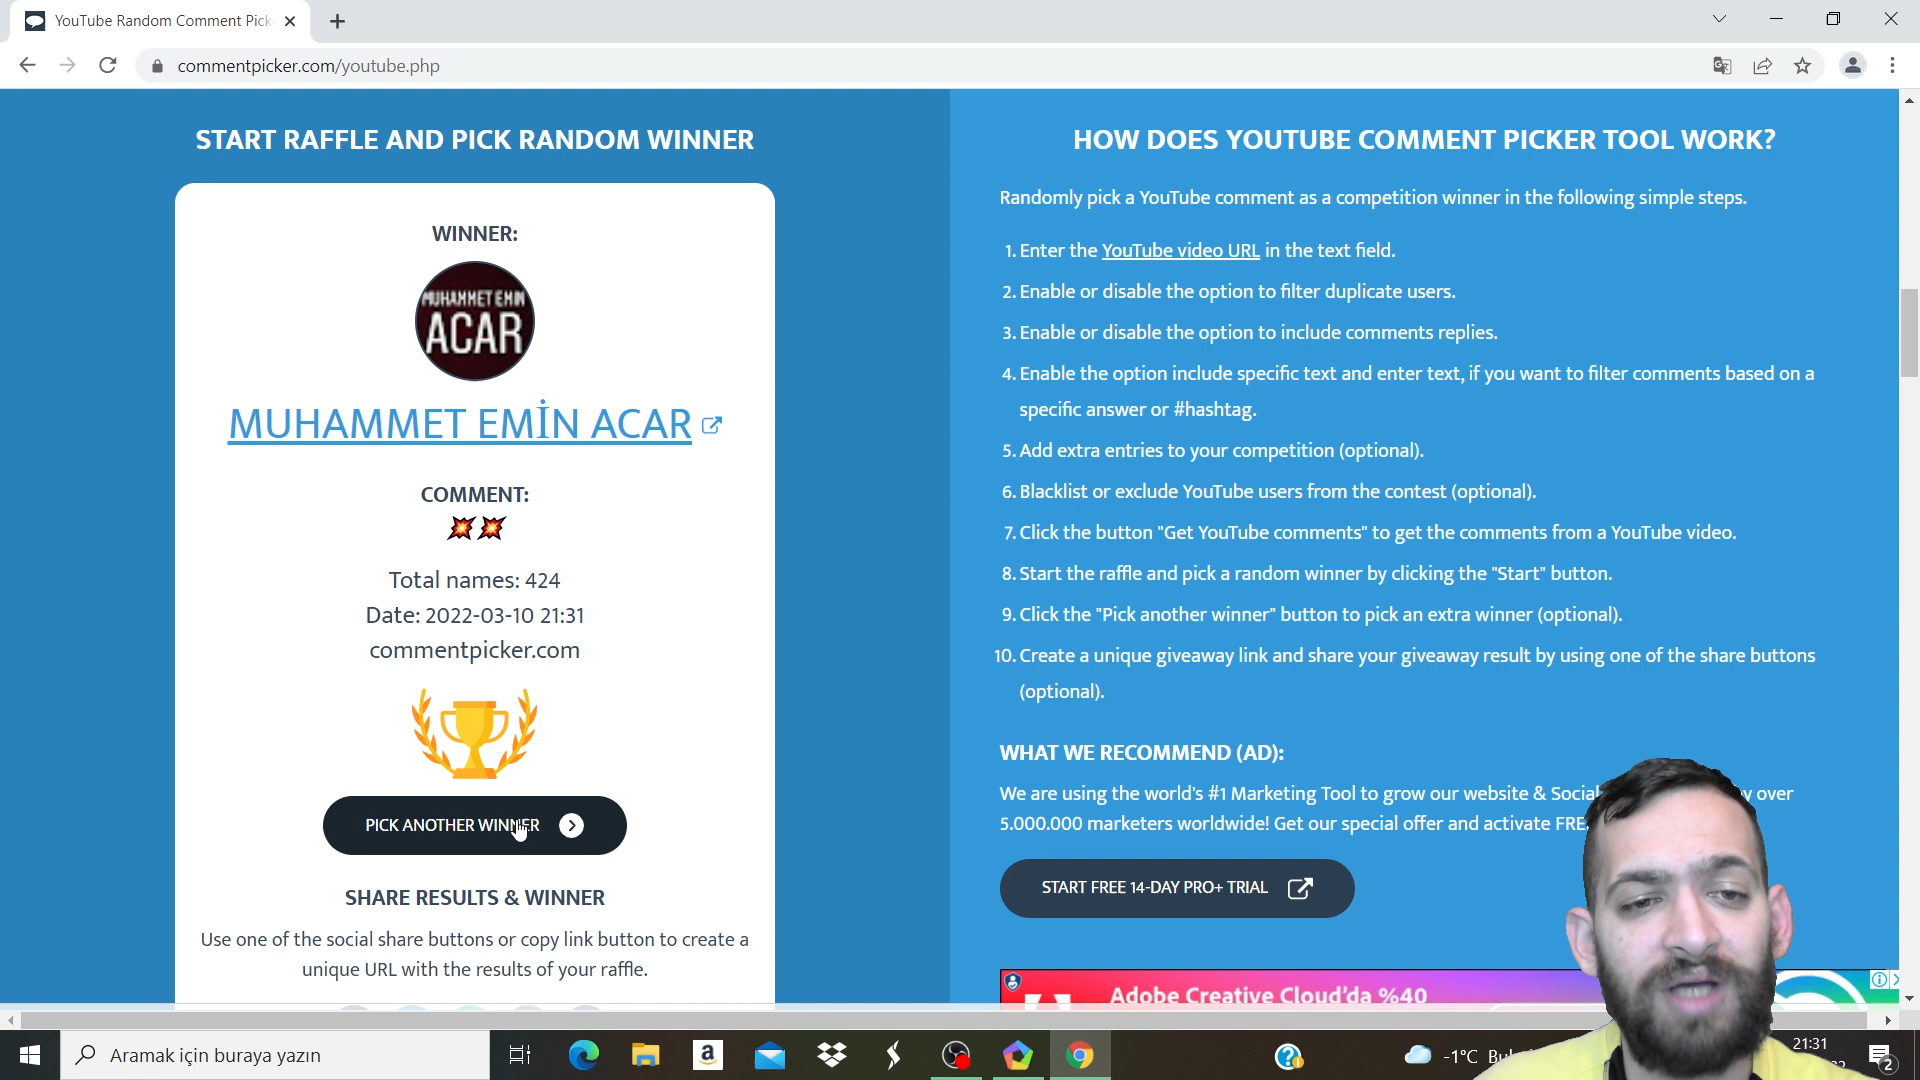 YouTube Random Comment Pick
commentpicker.com/youtube.php
START RAFFLE AND PICK RANDOM WINNER
WINNER:
MUHAMMET EMIN
ACAR
MUHAMMET EMİN ACAR
COMMENT:
💥💥
Total names: 424
Date: 2022-03-10 21:31
commentpicker.com
PICK ANOTHER WINNER
SHARE RESULTS & WINNER
Use one of the social share buttons or copy link button to create a
unique URL with the results of your raffle.
HOW DOES YOUTUBE COMMENT PICKER TOOL WORK?
Randomly pick a YouTube comment as a competition winner in the following simple steps.
1. Enter the YouTube video URL in the text field.
2. Enable or disable the option to filter duplicate users.
3. Enable or disable the option to include comments replies.
4. Enable the option include specific text and enter text, if you want to filter comments based on a
specific answer or #hashtag.
5. Add extra entries to your competition (optional).
6. Blacklist or exclude YouTube users from the contest (optional).
7. Click the button "Get YouTube comments" to get the comments from a YouTube video.
8. Start the raffle and pick a random winner by clicking the "Start" button.
9. Click the "Pick another winner" button to pick an extra winner (optional).
10. Create a unique giveaway link and share your giveaway result by using one of the share buttons
(optional).
WHAT WE RECOMMEND (AD):
We are using the world's #1 Marketing Tool to grow our website & Social over
5.000.000 marketers worldwide! Get our special offer and activate FRE
START FREE 14-DAY PRO+ TRIAL
Adobe Creative Cloud'da %40
Aramak için buraya yazın
-1°C
21:31
2